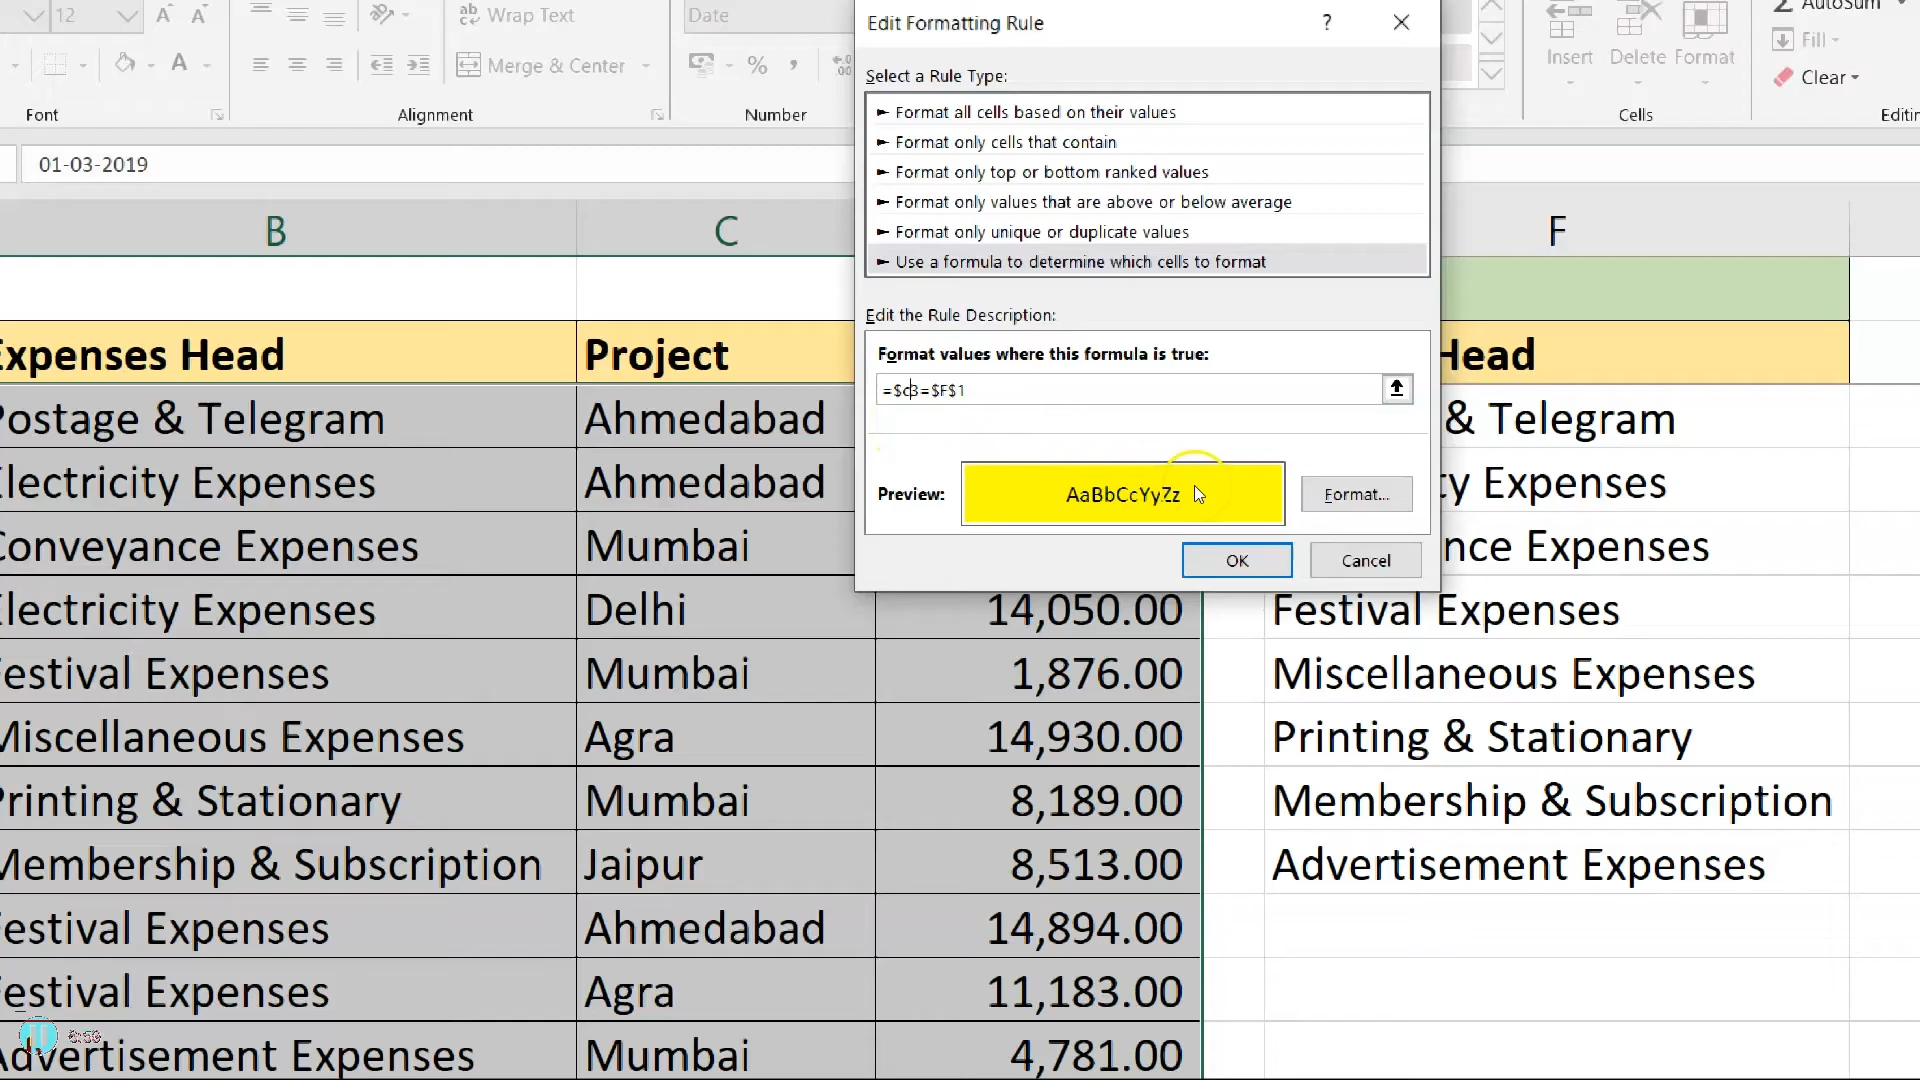 12 A A
Wrap Text
Date
Merge & Center
% , .00
Font
Alignment
Number
Insert Delete Format
Cells
AutoSum
Fill
Clear
01-03-2019
Edit Formatting Rule ?
Select a Rule Type:
► Format all cells based on their values
► Format only cells that contain
► Format only top or bottom ranked values
► Format only values that are above or below average
► Format only unique or duplicate values
► Use a formula to determine which cells to format
Edit the Rule Description:
Format values where this formula is true:
=$c3=$F$1
Preview: AaBbCcYyZz Format...
OK Cancel
B C F
Expenses Head Project Head
Postage & Telegram Ahmedabad & Telegram
Electricity Expenses Ahmedabad ty Expenses
Conveyance Expenses Mumbai nce Expenses
Electricity Expenses Delhi 14,050.00 Festival Expenses
Festival Expenses Mumbai 1,876.00 Miscellaneous Expenses
Miscellaneous Expenses Agra 14,930.00 Printing & Stationary
Printing & Stationary Mumbai 8,189.00 Membership & Subscription
Membership & Subscription Jaipur 8,513.00 Advertisement Expenses
Festival Expenses Ahmedabad 14,894.00
Festival Expenses Agra 11,183.00
Advertisement Expenses Mumbai 4,781.00